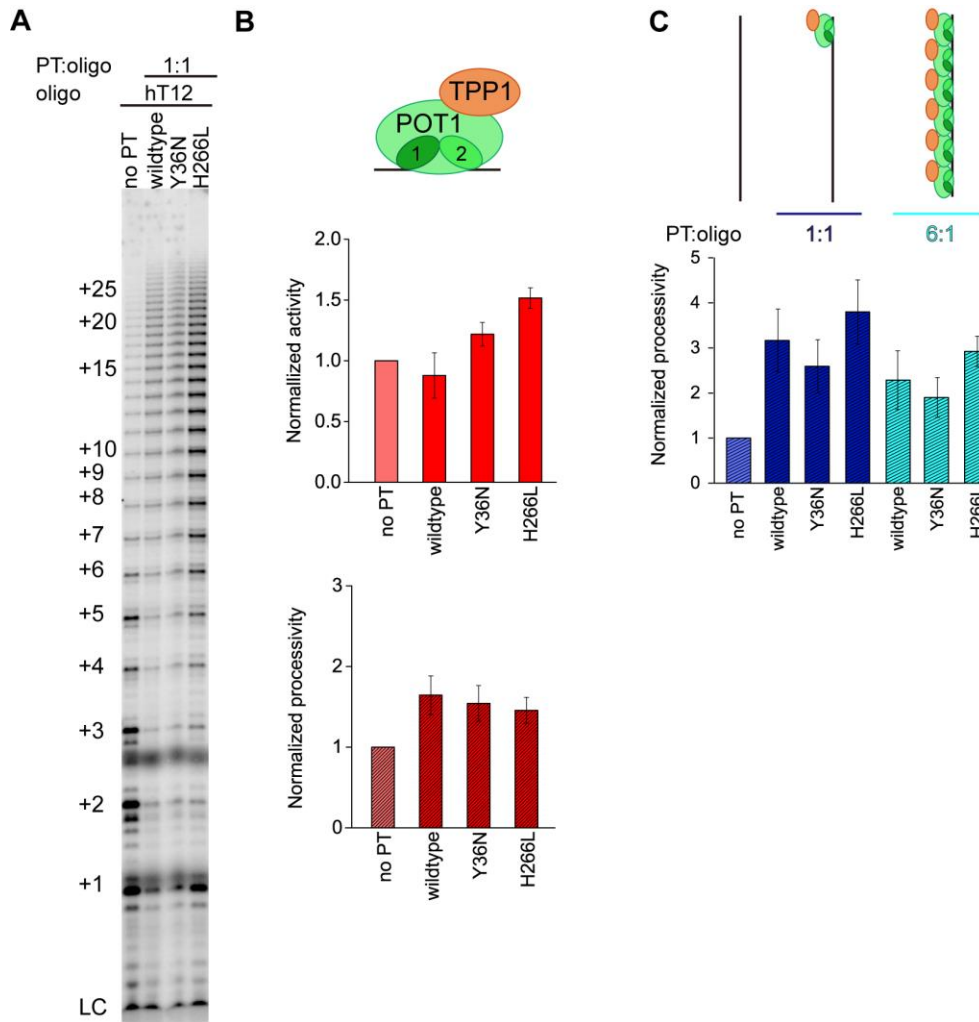 A
PT:oligo 1:1
oligo hT12
no PT
wildtype
Y36N
H266L
+25
+20
+15
+10
+9
+8
+7
+6
+5
+4
+3
+2
+1
LC
B
TPP1
POT1
1 2
Normallized activity
2.0
1.5
1.0
0.5
0.0
no PT
wildtype
Y36N
H266L
Normalized processivity
3
2
1
0
no PT
wildtype
Y36N
H266L
C
PT:oligo 1:1 6:1
Normalized processivity
5
4
3
2
1
0
no PT
wildtype
Y36N
H266L
wildtype
Y36N
H266L